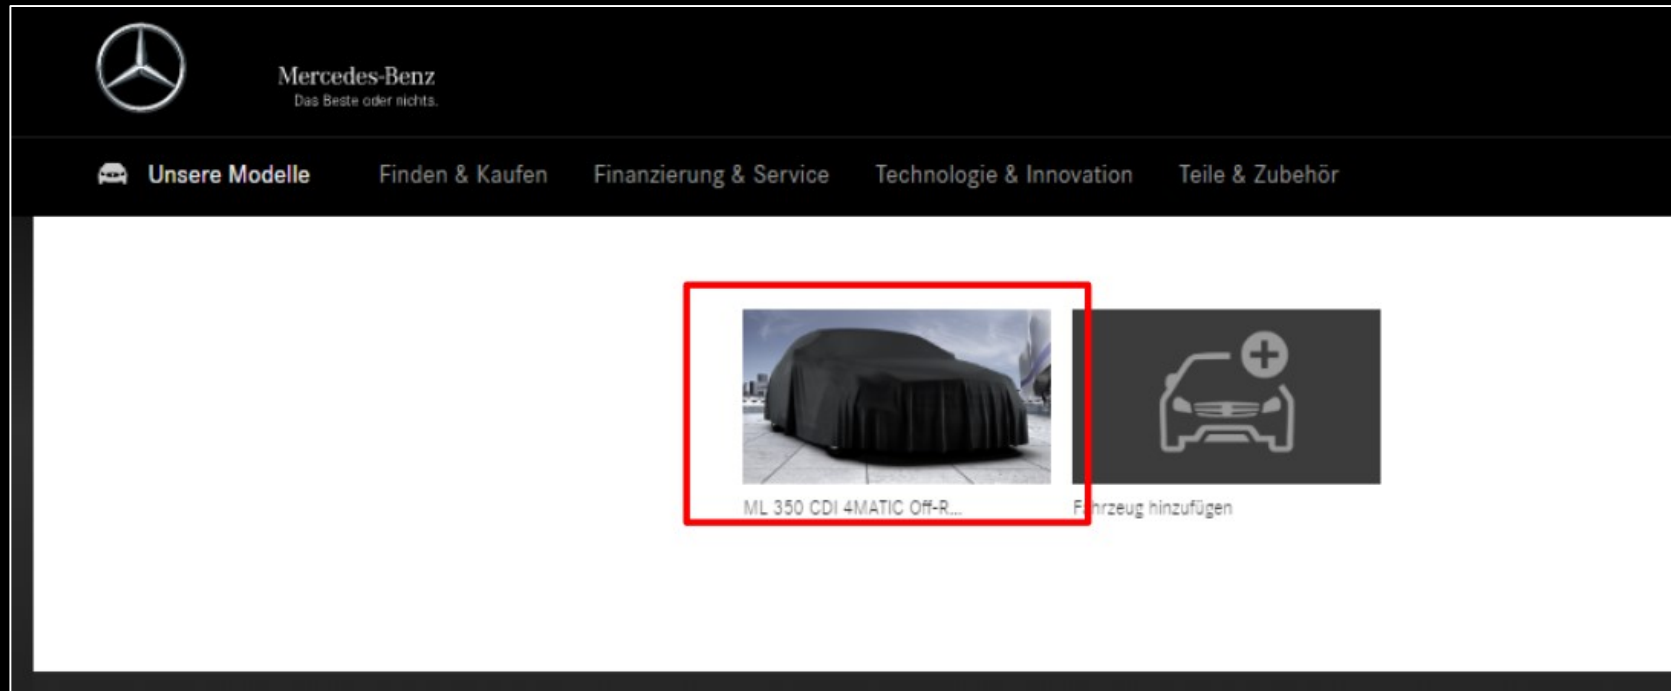 Mercedes-Benz
Das Beste oder nichts.
Unsere Modelle Finden & Kaufen Finanzierung & Service Technologie & Innovation Teile & Zubehör
ML 350 CDI 4MATIC Off-R... Fahrzeug hinzufügen